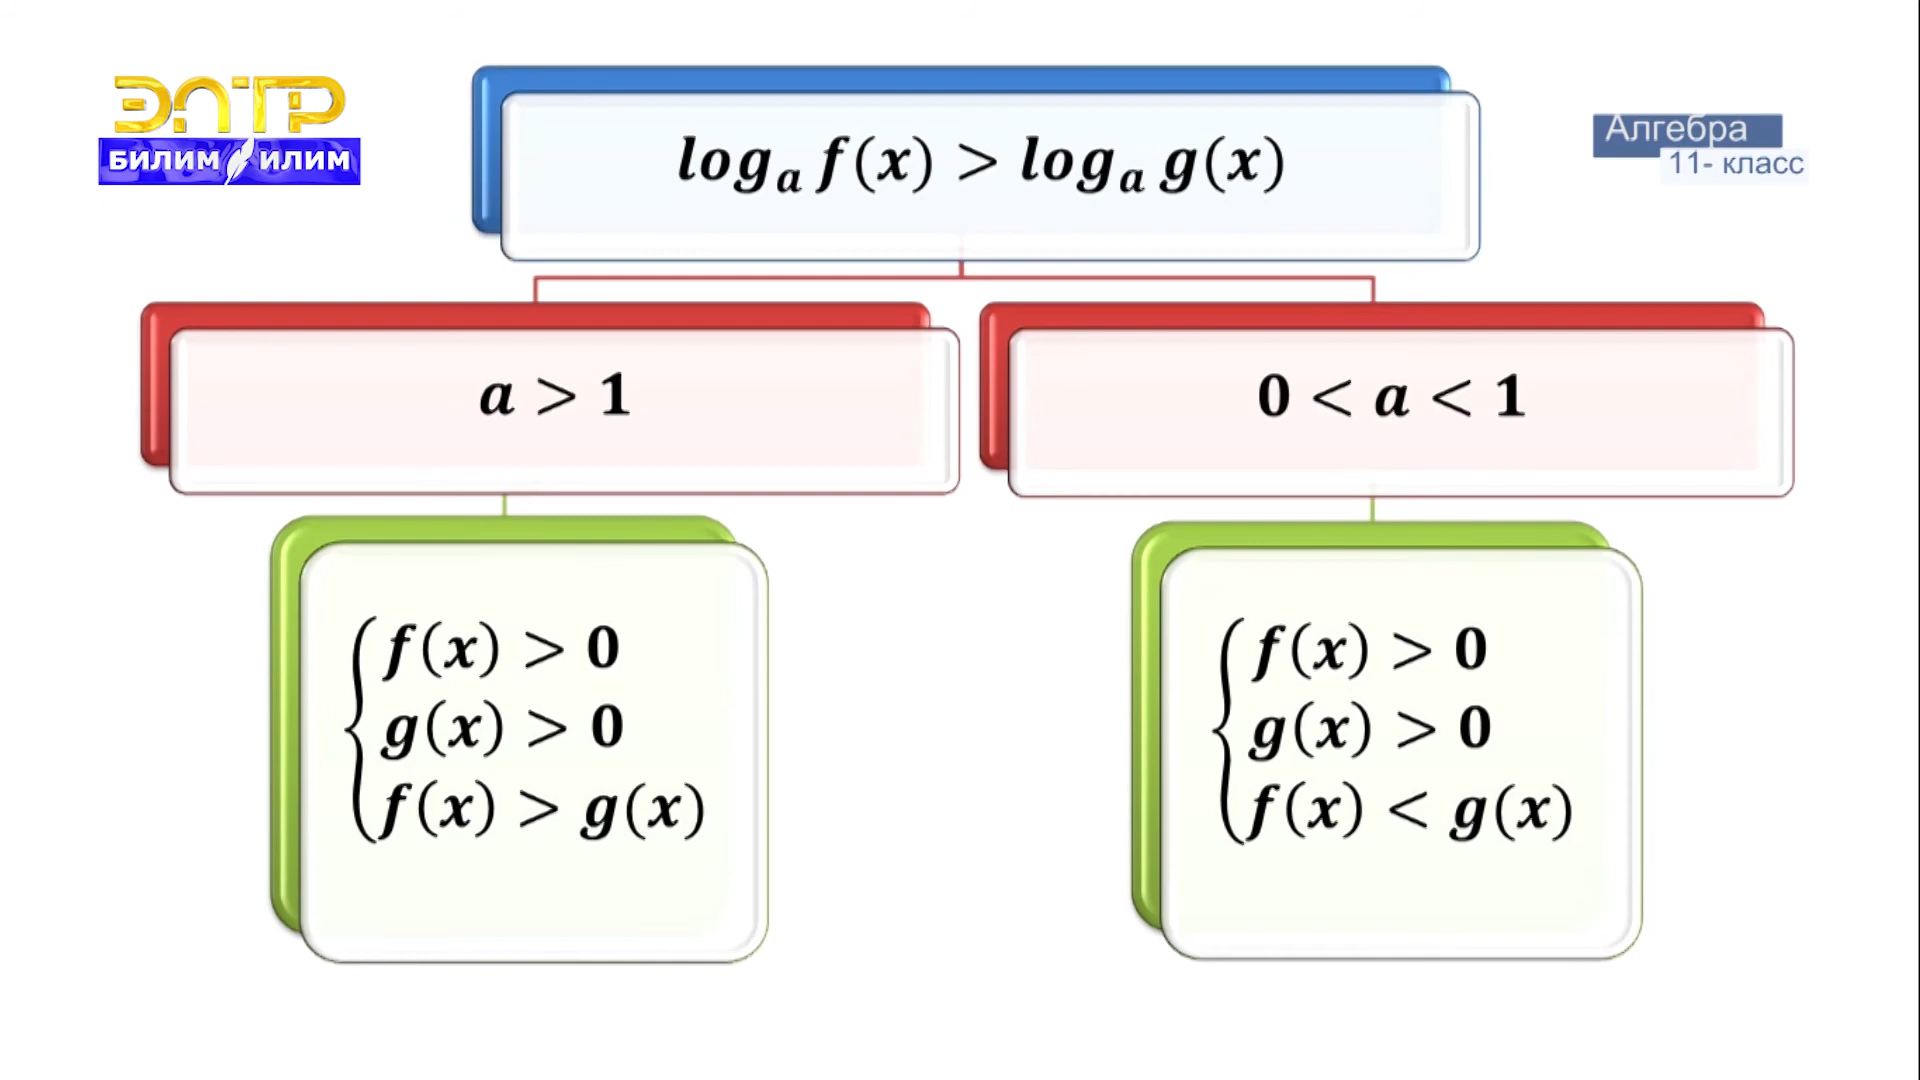 ЭЛТР
БИЛИМ ИЛИМ
Алгебра
11- класс
log_a f(x) > log_a g(x)
a > 1
0 < a < 1
f(x) > 0
g(x) > 0
f(x) > g(x)
f(x) > 0
g(x) > 0
f(x) < g(x)